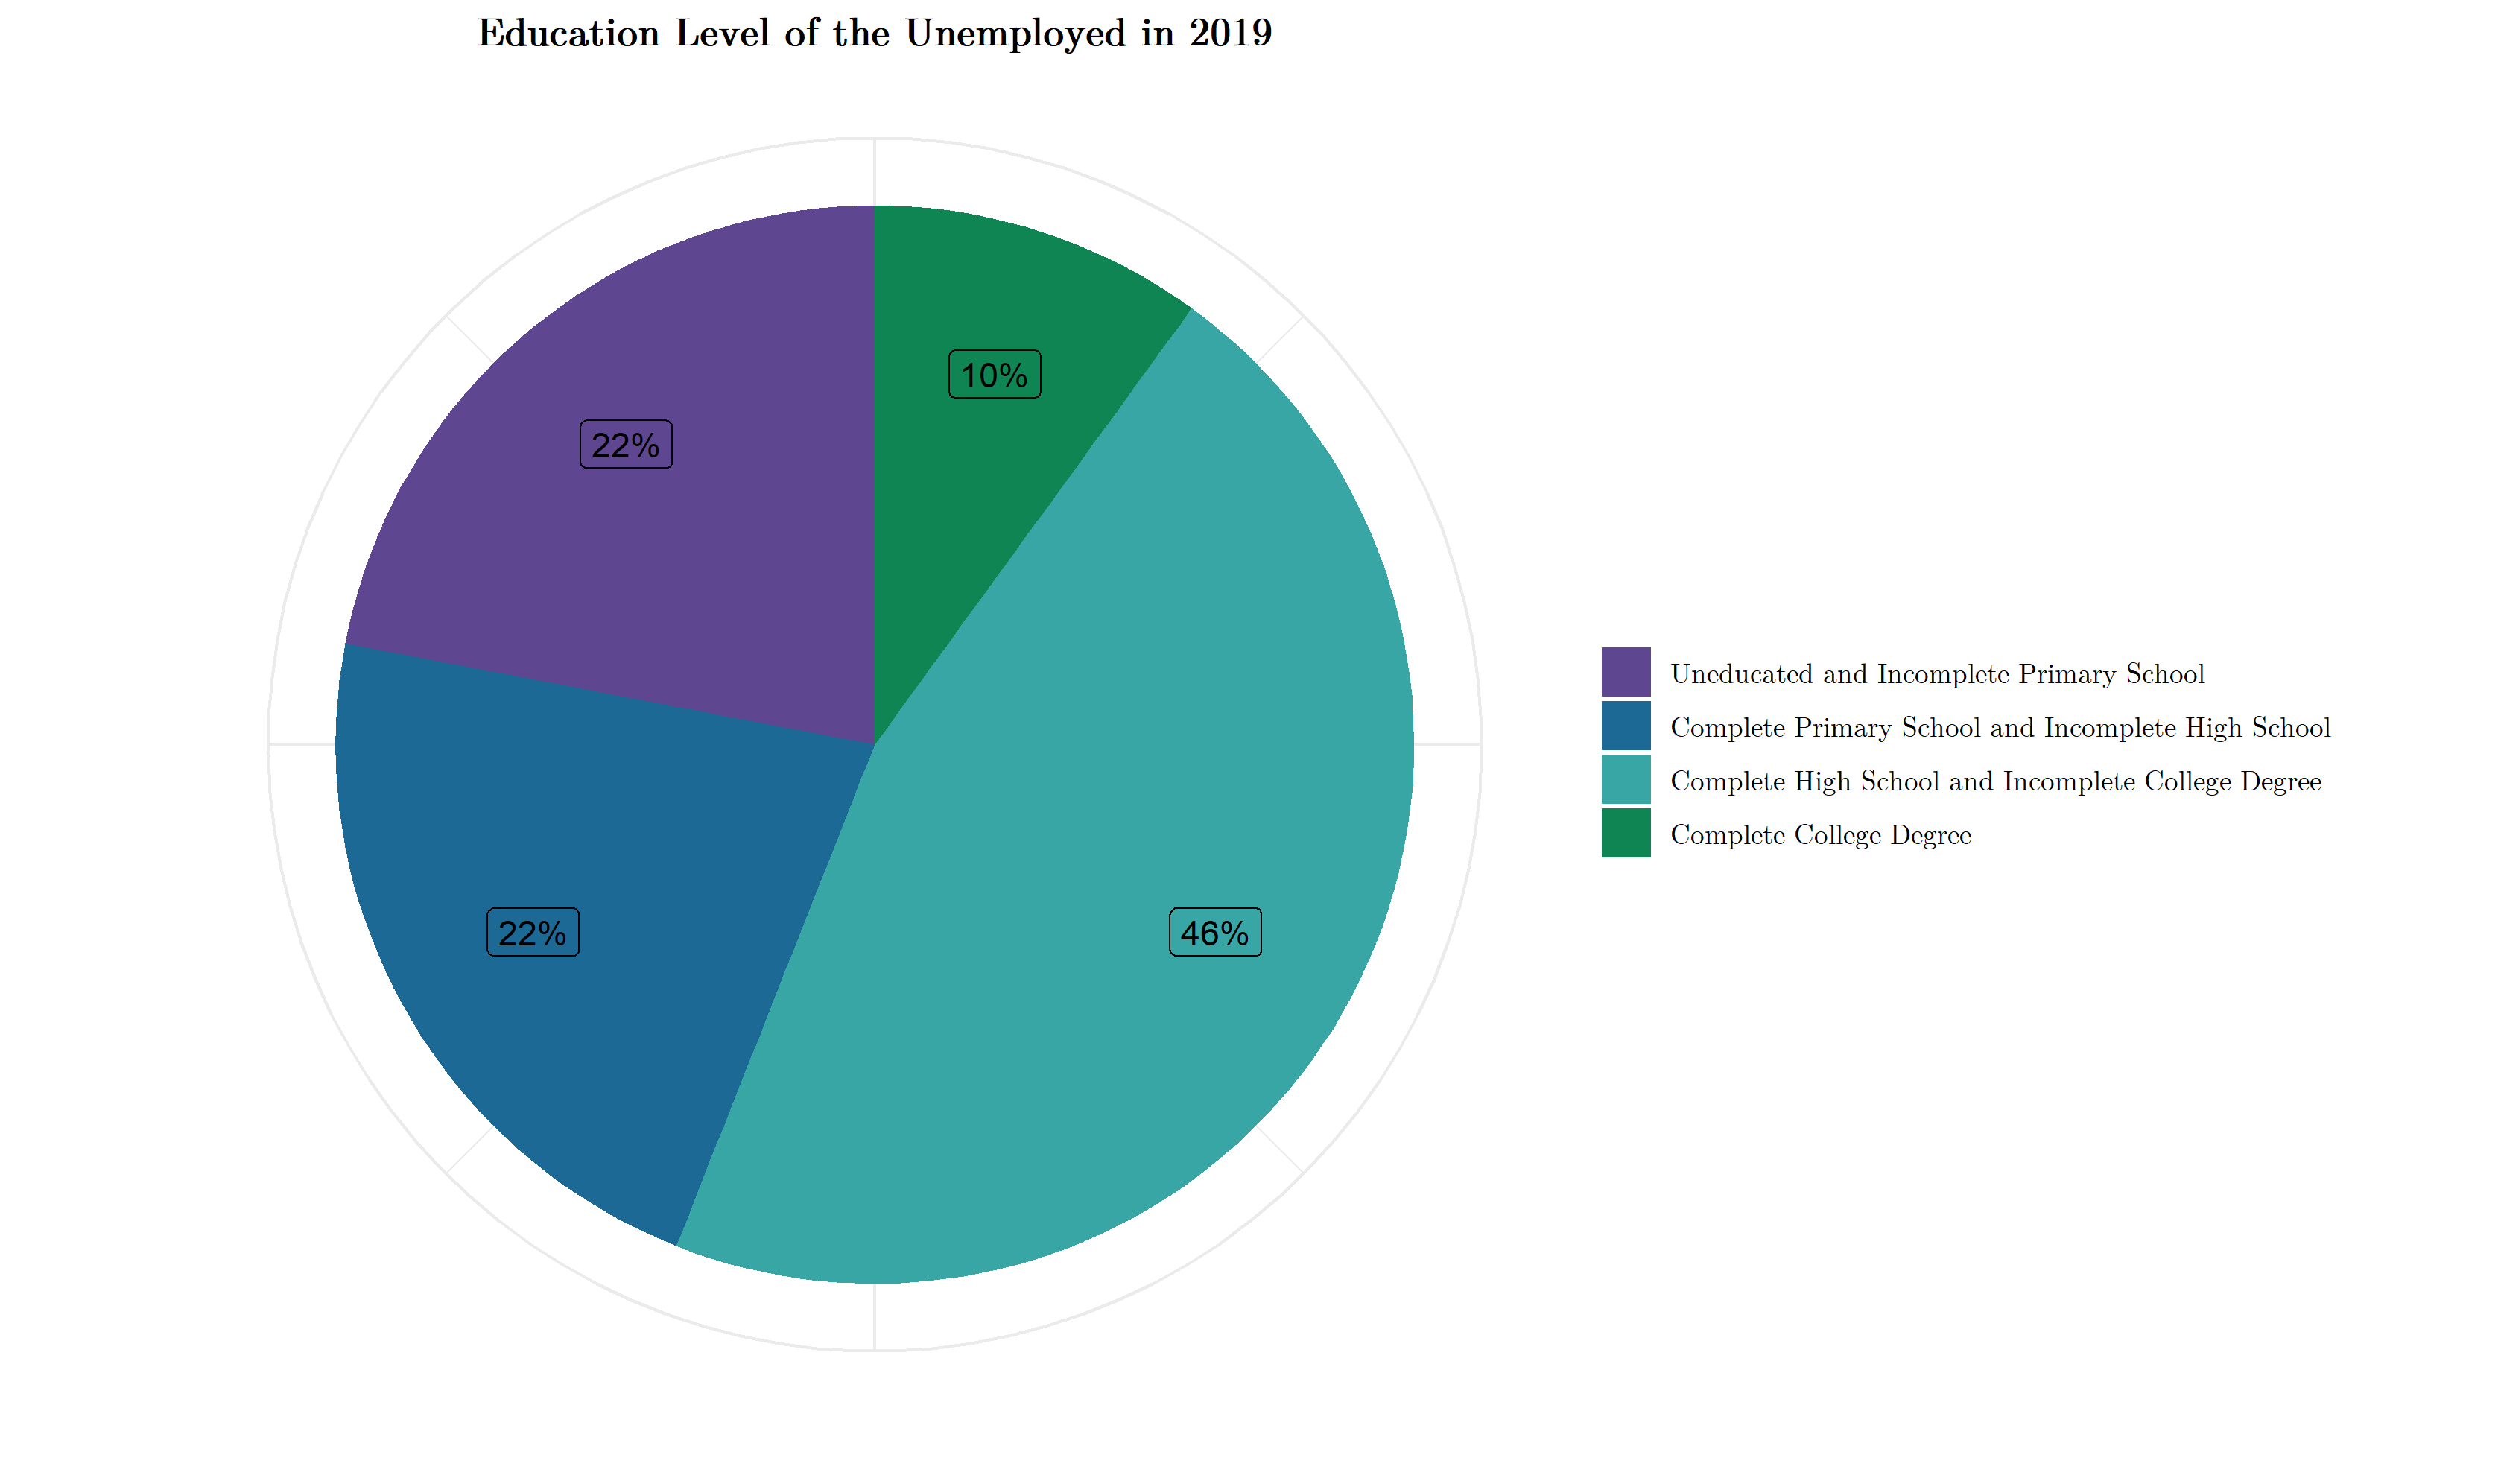 Education Level of the Unemployed in 2019
10%
22%
22%
46%
Uneducated and Incomplete Primary School
Complete Primary School and Incomplete High School
Complete High School and Incomplete College Degree
Complete College Degree